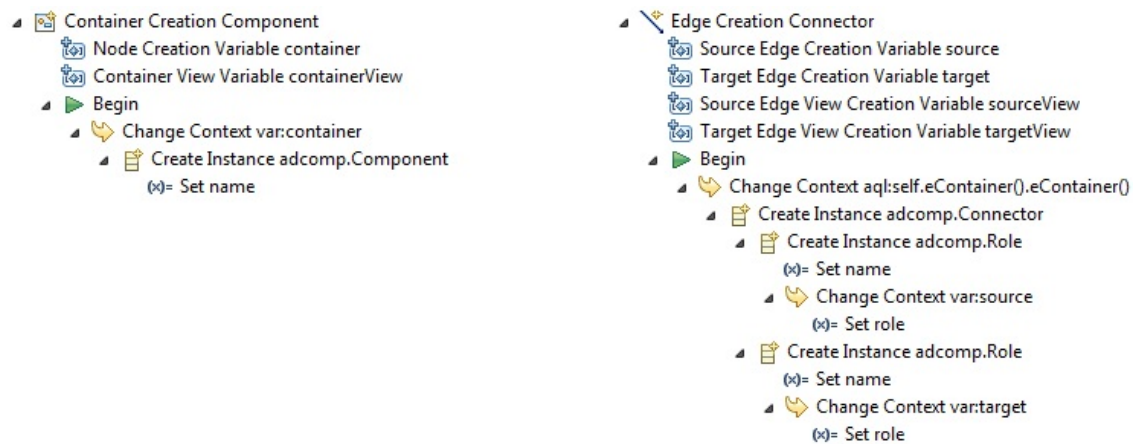 Container Creation Component
Node Creation Variable container
Container View Variable containerView
Begin
Change Context var:container
Create Instance adcomp.Component
(x)= Set name
Edge Creation Connector
Source Edge Creation Variable source
Target Edge Creation Variable target
Source Edge View Creation Variable sourceView
Target Edge View Creation Variable targetView
Begin
Change Context aql:self.eContainer().eContainer()
Create Instance adcomp.Connector
Create Instance adcomp.Role
(x)= Set name
Change Context var:source
(x)= Set role
Create Instance adcomp.Role
(x)= Set name
Change Context var:target
(x)= Set role